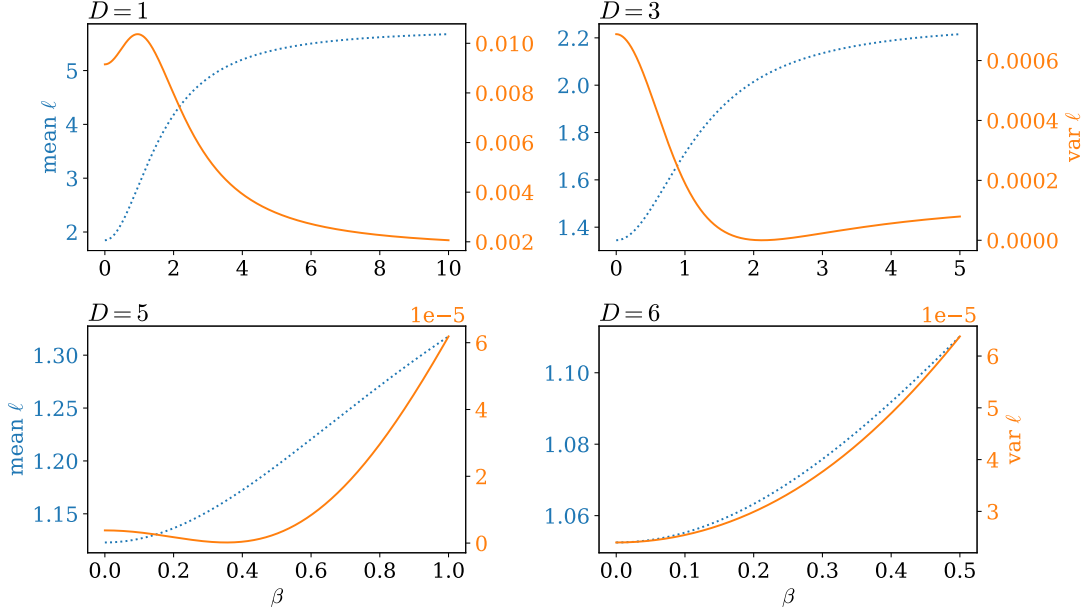 D = 1
mean ℓ
5
4
3
2
0.010
0.008
0.006
0.004
0.002
0 2 4 6 8 10
D = 3
2.2
2.0
1.8
1.6
1.4
0.0006
0.0004
0.0002
0.0000
var ℓ
0 1 2 3 4 5
D = 5
1e−5
mean ℓ
1.30
1.25
1.20
1.15
6
4
2
0
0.0 0.2 0.4 0.6 0.8 1.0
β
D = 6
1e−5
1.10
1.08
1.06
6
5
4
3
var ℓ
0.0 0.1 0.2 0.3 0.4 0.5
β